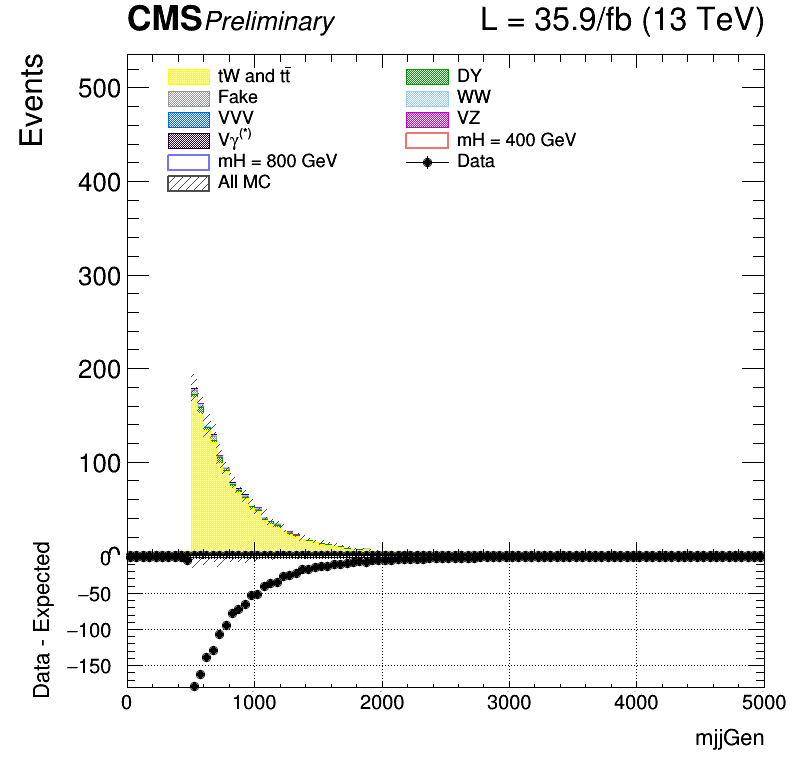 CMS Preliminary L = 35.9/fb (13 TeV)
Events
500
400
300
200
100
0
tW and tt̄ DY
Fake WW
VVV VZ
Vγ(*) mH = 400 GeV
mH = 800 GeV Data
All MC
Data - Expected
0
−50
−100
−150
0 1000 2000 3000 4000 5000
mjjGen